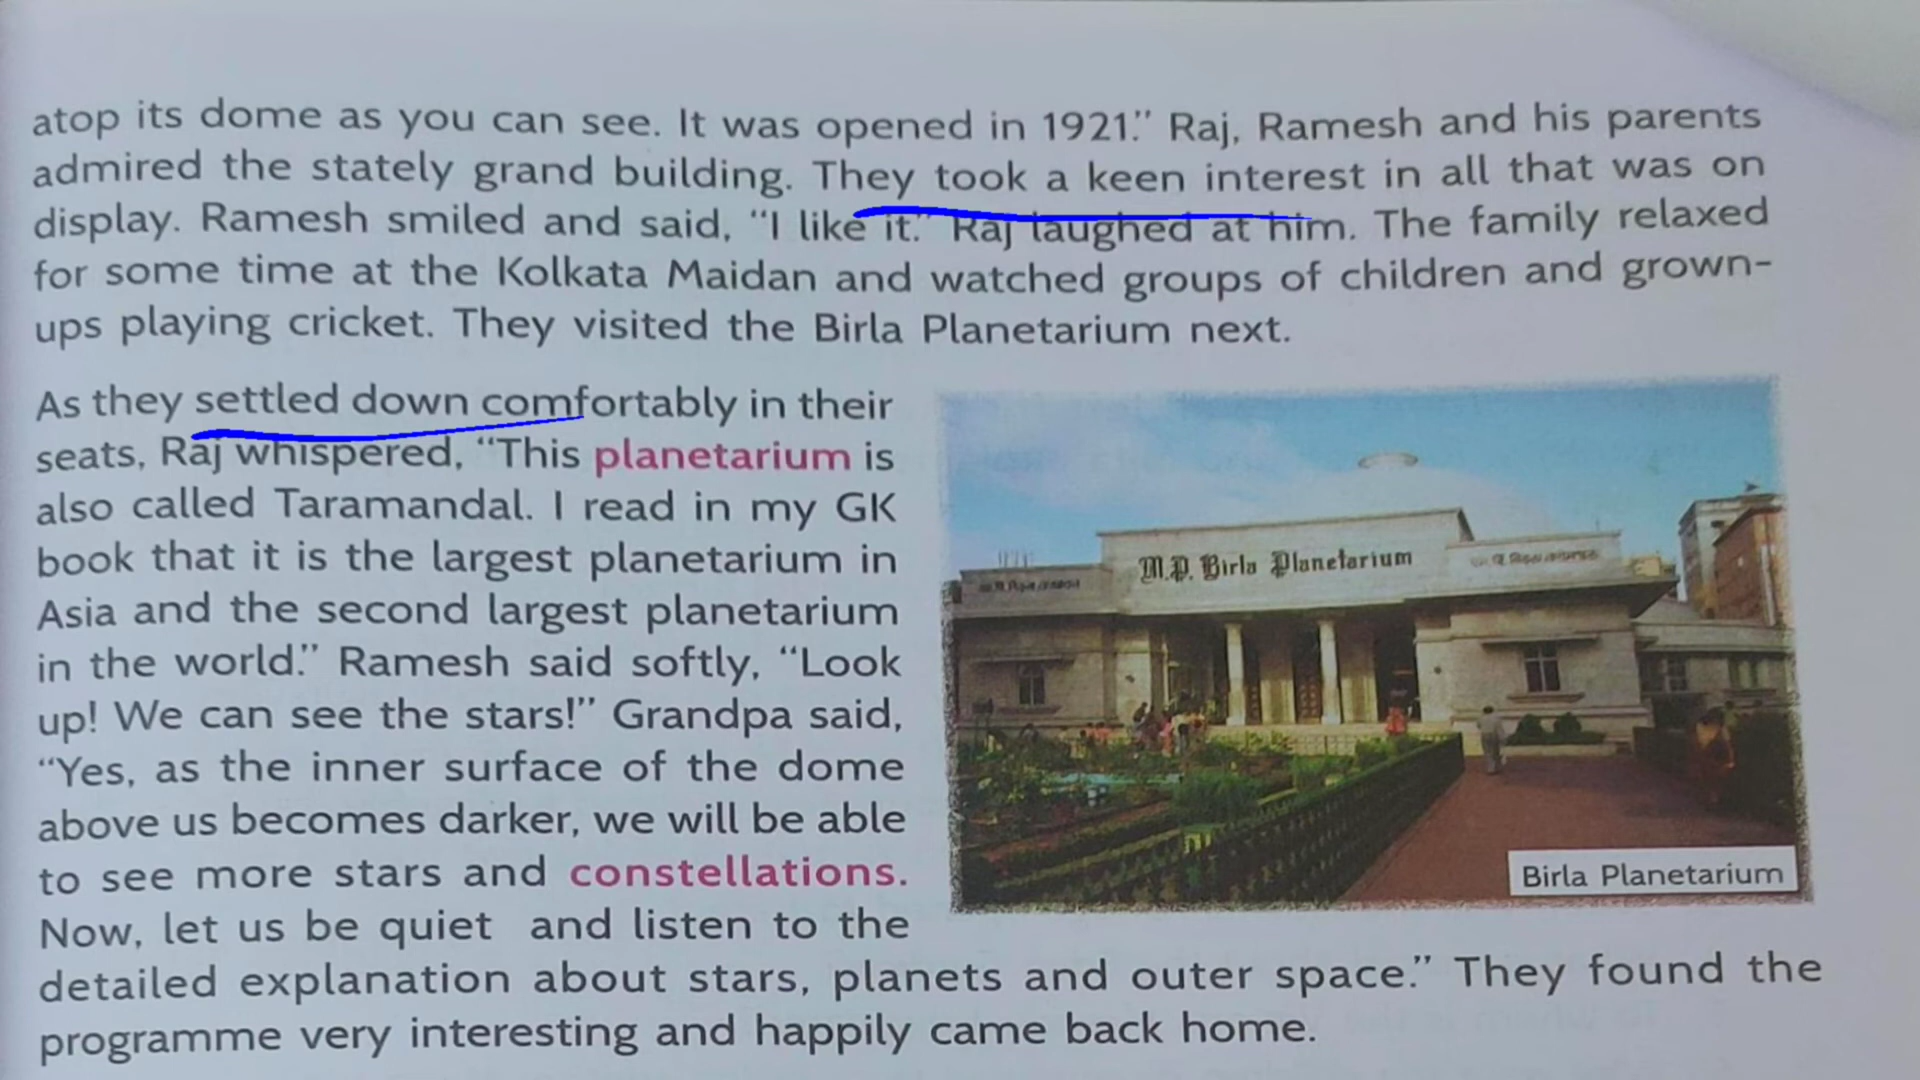 atop its dome as you can see. It was opened in 1921.” Raj, Ramesh and his parents
admired the stately grand building. They took a keen interest in all that was on
display. Ramesh smiled and said, “I like it.” Raj laughed at him. The family relaxed
for some time at the Kolkata Maidan and watched groups of children and grown-
ups playing cricket. They visited the Birla Planetarium next.
As they settled down comfortably in their
seats, Raj whispered, “This planetarium is
also called Taramandal. I read in my GK
book that it is the largest planetarium in
Asia and the second largest planetarium
in the world.” Ramesh said softly, “Look
up! We can see the stars!” Grandpa said,
“Yes, as the inner surface of the dome
above us becomes darker, we will be able
to see more stars and constellations.
Now, let us be quiet and listen to the
detailed explanation about stars, planets and outer space.” They found the
programme very interesting and happily came back home.
M.P. Birla Planetarium
Birla Planetarium